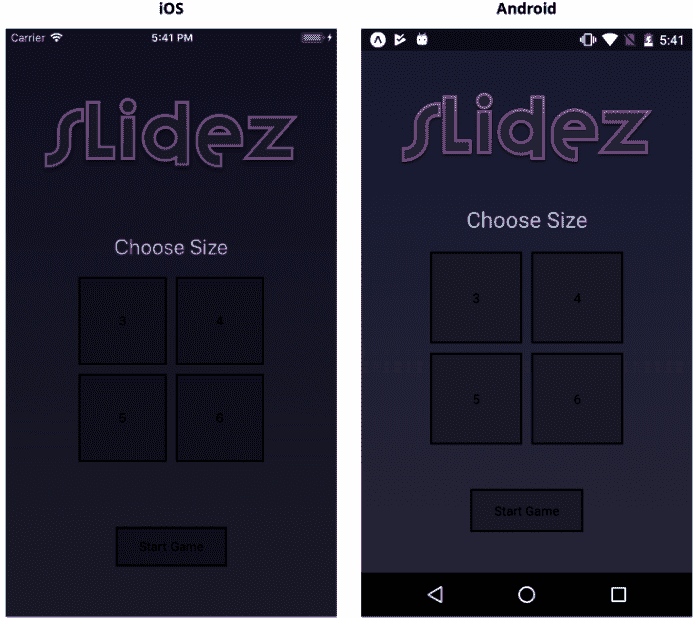 iOS
Carrier 5:41 PM
SLidez
Choose Size
3 4
5 6
Start Game
Android
5:41
SLidez
Choose Size
3 4
5 6
Start Game